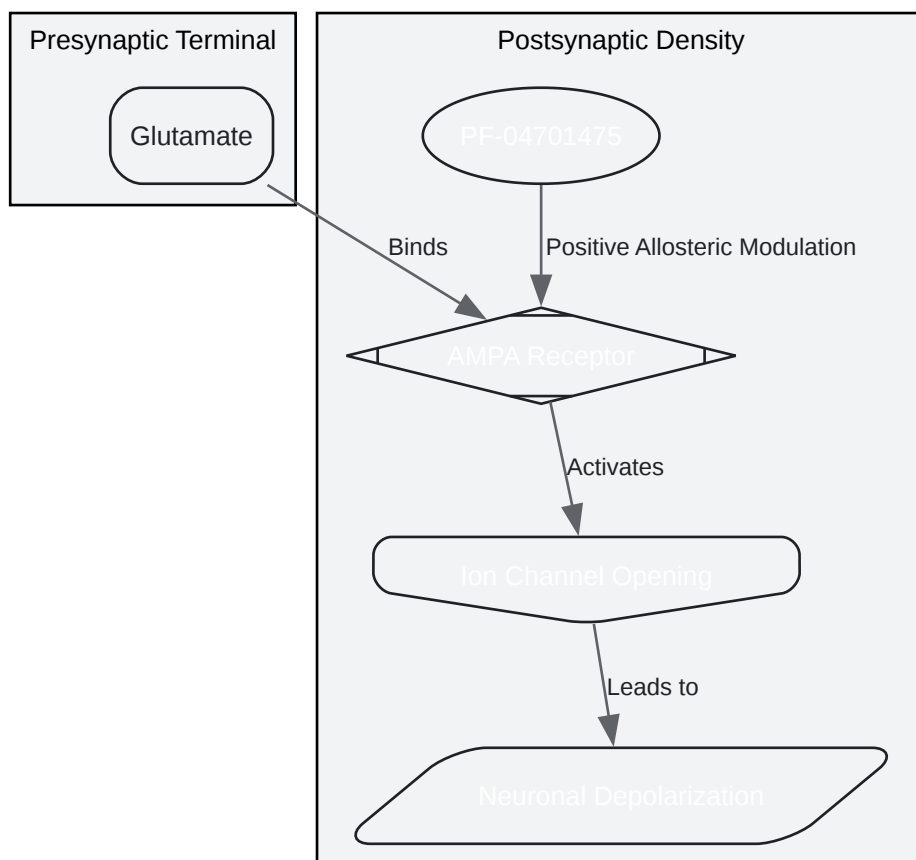 Presynaptic Terminal
Postsynaptic Density
Glutamate
PF-04701475
Binds
Positive Allosteric Modulation
AMPA Receptor
Activates
Ion Channel Opening
Leads to
Neuronal Depolarization